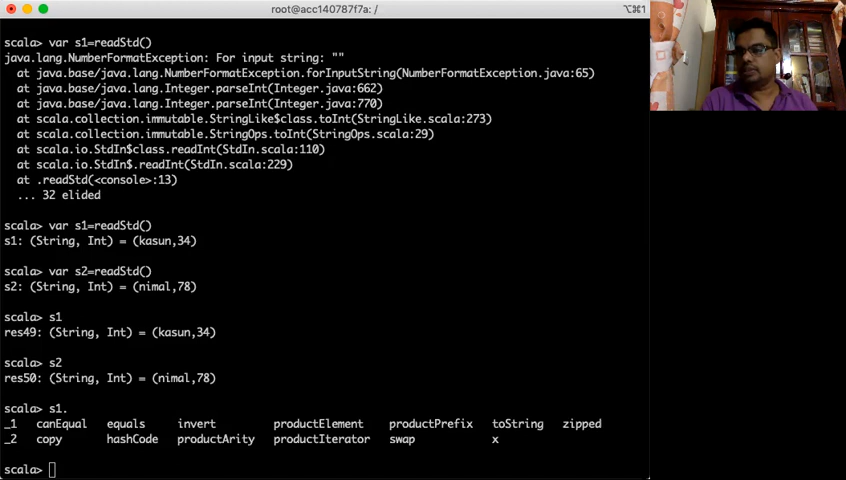 root@acc140787f7a: /
⌥⌘1
scala> var s1=readStd()
java.lang.NumberFormatException: For input string: ""
at java.base/java.lang.NumberFormatException.forInputString(NumberFormatException.java:65)
at java.base/java.lang.Integer.parseInt(Integer.java:662)
at java.base/java.lang.Integer.parseInt(Integer.java:770)
at scala.collection.immutable.StringLike$class.toInt(StringLike.scala:273)
at scala.collection.immutable.StringOps.toInt(StringOps.scala:29)
at scala.io.StdIn$class.readInt(StdIn.scala:110)
at scala.io.StdIn$.readInt(StdIn.scala:229)
at .readStd(<console>:13)
... 32 elided
scala> var s1=readStd()
s1: (String, Int) = (kasun,34)
scala> var s2=readStd()
s2: (String, Int) = (nimal,78)
scala> s1
res49: (String, Int) = (kasun,34)
scala> s2
res50: (String, Int) = (nimal,78)
scala> s1.
_1 canEqual equals invert productElement productPrefix toString zipped
_2 copy hashCode productArity productIterator swap x
scala>